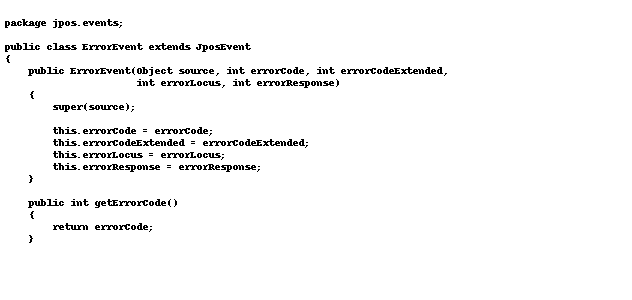 package jpos.events;

public class ErrorEvent extends JposEvent
{
    public ErrorEvent(Object source, int errorCode, int errorCodeExtended,
                      int errorLocus, int errorResponse)
    {
        super(source);

        this.errorCode = errorCode;
        this.errorCodeExtended = errorCodeExtended;
        this.errorLocus = errorLocus;
        this.errorResponse = errorResponse;
    }

    public int getErrorCode()
    {
        return errorCode;
    }